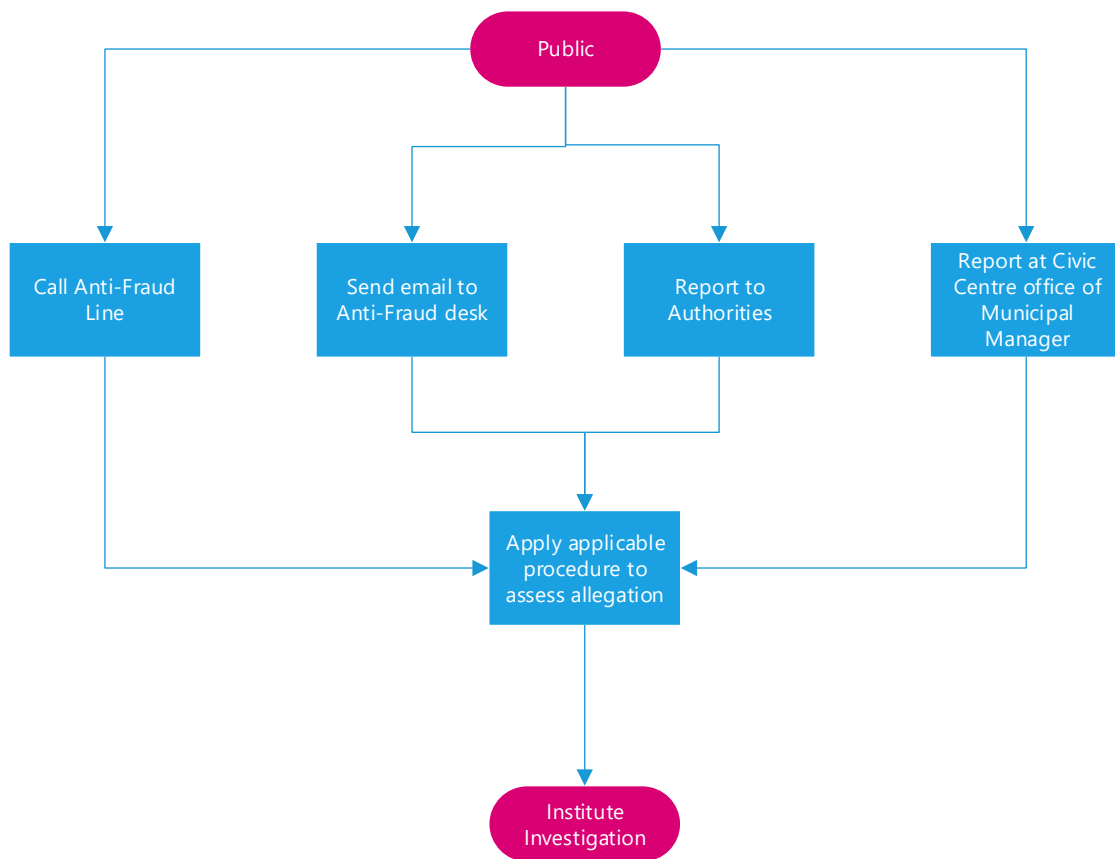 Public
Call Anti-Fraud
Line
Send email to
Anti-Fraud desk
Report to
Authorities
Report at Civic
Centre office of
Municipal
Manager
Apply applicable
procedure to
assess allegation
Institute
Investigation